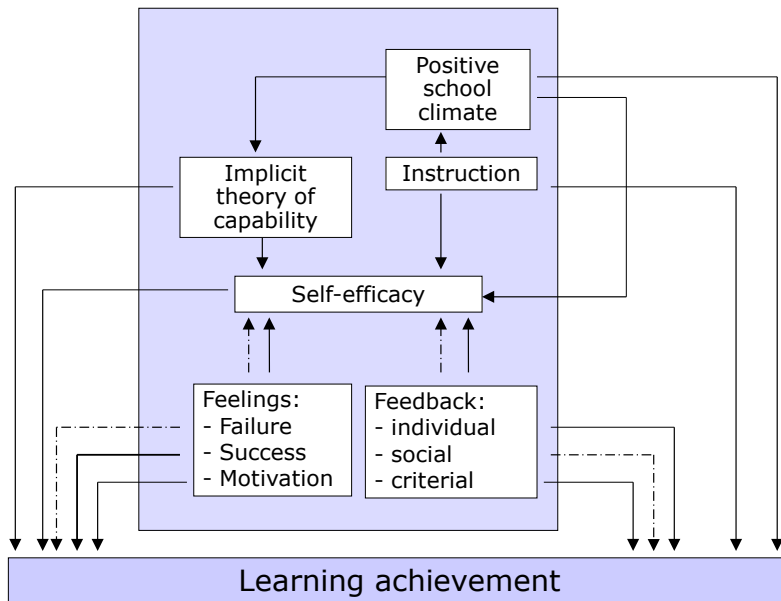 Positive
school
climate
Implicit
theory of
capability
Instruction
Self-efficacy
Feelings:
- Failure
- Success
- Motivation
Feedback:
- individual
- social
- criterial
Learning achievement